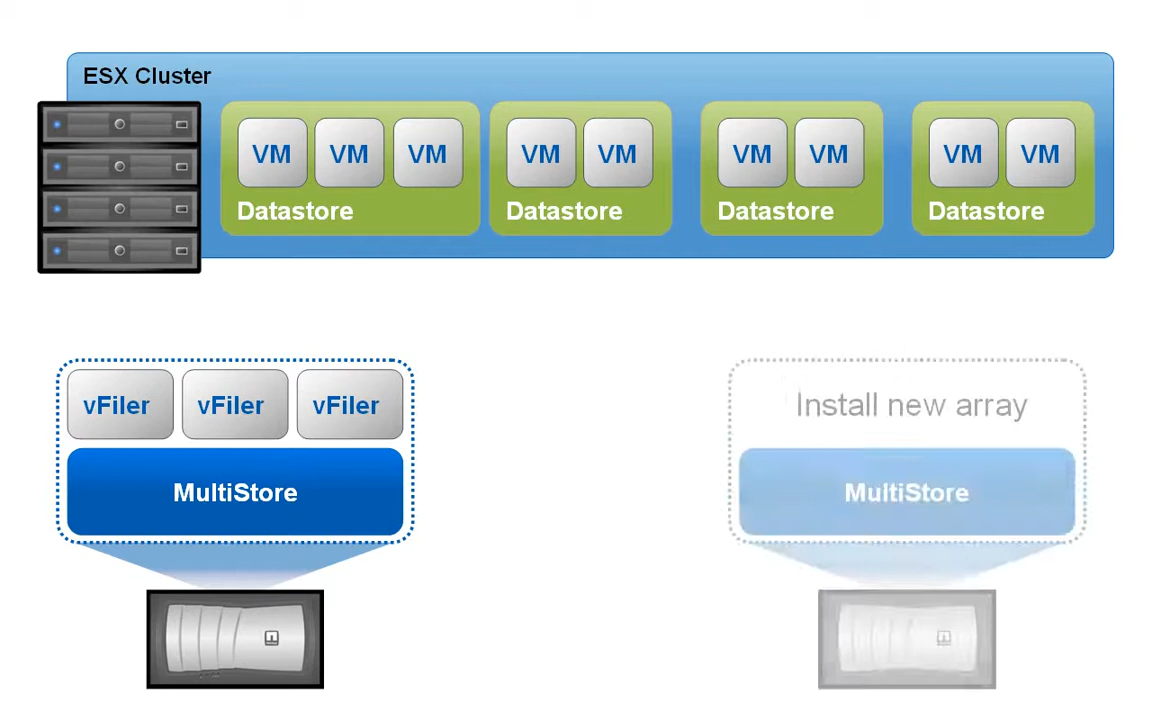 ESX Cluster
VM VM VM VM VM VM VM VM VM
Datastore Datastore Datastore Datastore
vFiler vFiler vFiler Install new array
MultiStore MultiStore